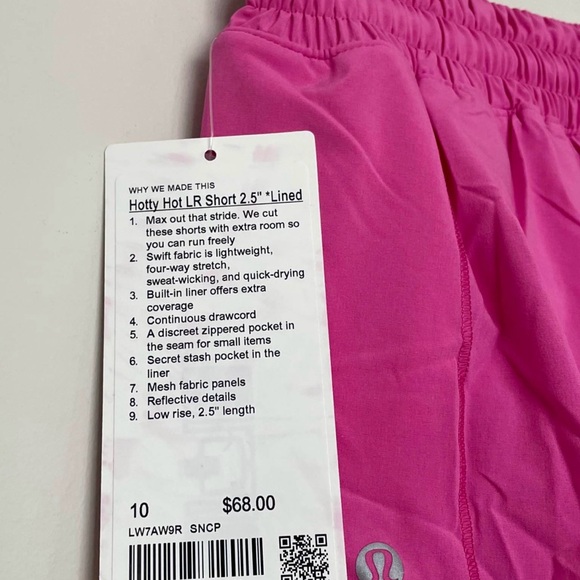 WHY WE MADE THIS
Hotty Hot LR Short 2.5" *Lined
1. Max out that stride. We cut
these shorts with extra room so
you can run freely
2. Swift fabric is lightweight,
four-way stretch,
sweat-wicking, and quick-drying
3. Built-in liner offers extra
coverage
4. Continuous drawcord
5. A discreet zippered pocket in
the seam for small items
6. Secret stash pocket in the
liner
7. Mesh fabric panels
8. Reflective details
9. Low rise, 2.5" length
10 $68.00
LW7AW9R SNCP